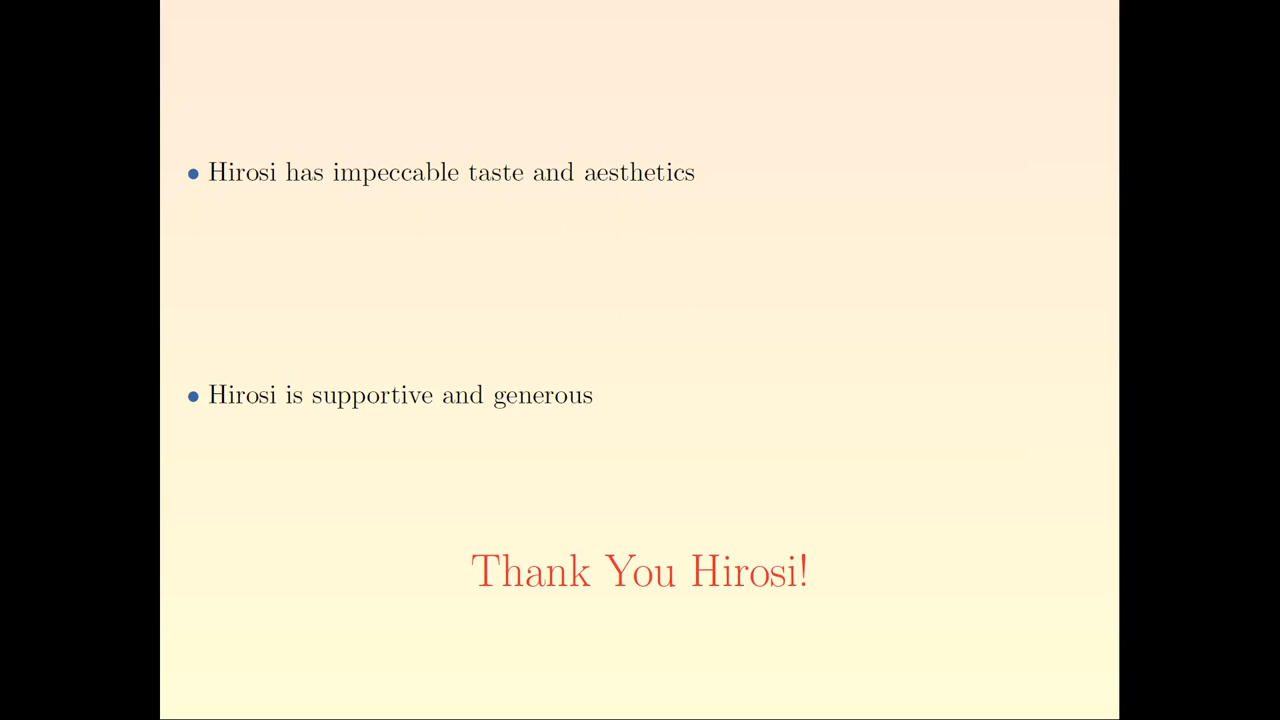 • Hirosi has impeccable taste and aesthetics
• Hirosi is supportive and generous
Thank You Hirosi!